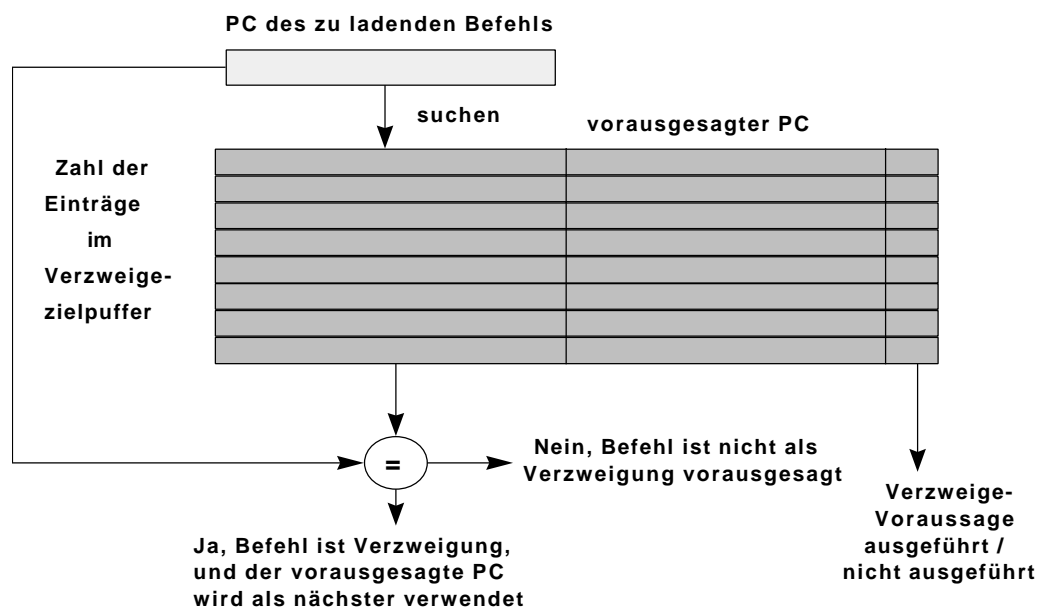 PC des zu ladenden Befehls
suchen
vorausgesagter PC
Zahl der
Einträge
im
Verzweige-
zielpuffer
=
Nein, Befehl ist nicht als
Verzweigung vorausgesagt
Verzweige-
Voraussage
ausgeführt /
nicht ausgeführt
Ja, Befehl ist Verzweigung,
und der vorausgesagte PC
wird als nächster verwendet